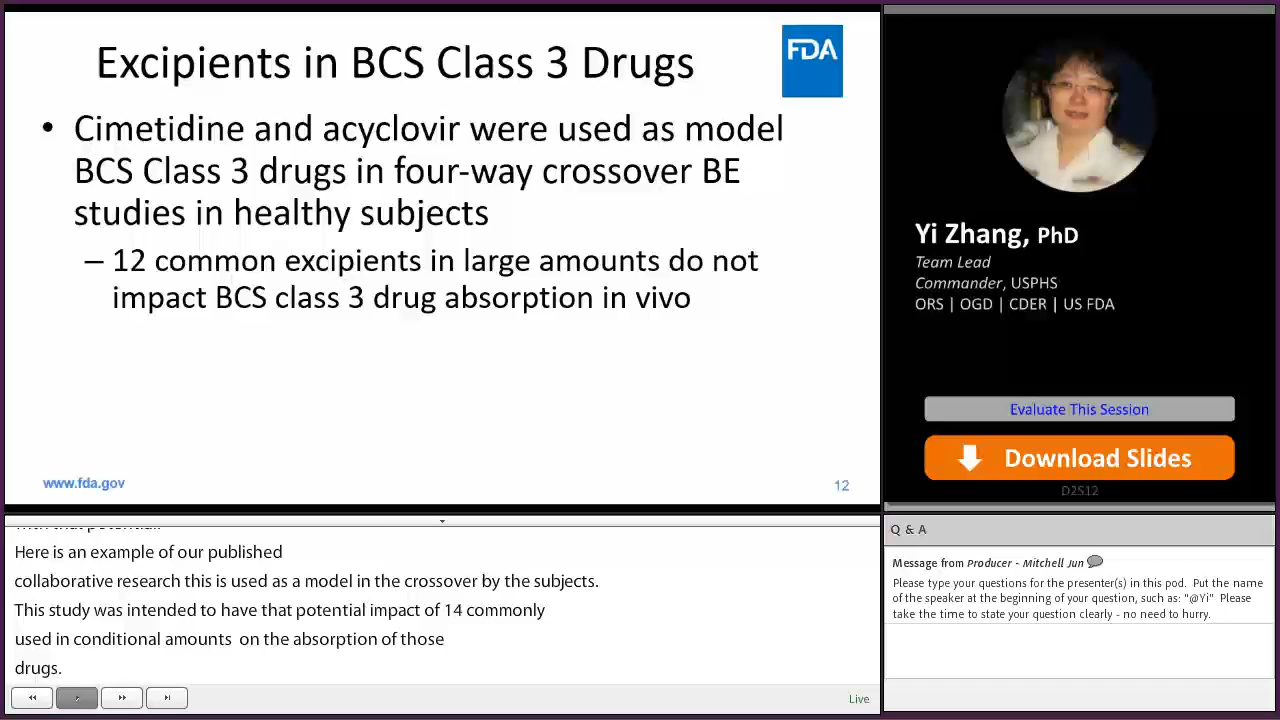 Excipients in BCS Class 3 Drugs
FDA
• Cimetidine and acyclovir were used as model
BCS Class 3 drugs in four-way crossover BE
studies in healthy subjects
– 12 common excipients in large amounts do not
impact BCS class 3 drug absorption in vivo
www.fda.gov
12
Yi Zhang, PhD
Team Lead
Commander, USPHS
ORS | OGD | CDER | US FDA
Evaluate This Session
Download Slides
D2S12
Here is an example of our published
collaborative research this is used as a model in the crossover by the subjects.
This study was intended to have that potential impact of 14 commonly
used in conditional amounts  on the absorption of those
drugs.
Live
Q & A
Message from Producer - Mitchell Jun
Please type your questions for the presenter(s) in this pod.  Put the name
of the speaker at the beginning of your question, such as: "@Yi"  Please
take the time to state your question clearly - no need to hurry.